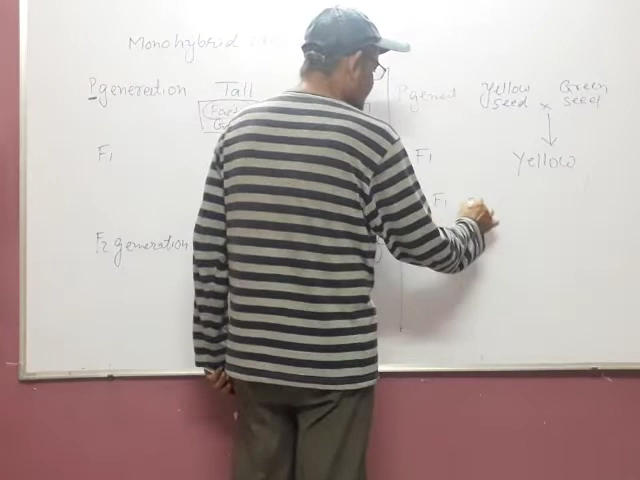 Monohybrid
P generation Tall
F1
F2 generation
P generat
Yellow seed x Green seed
F1
Yellow
F1